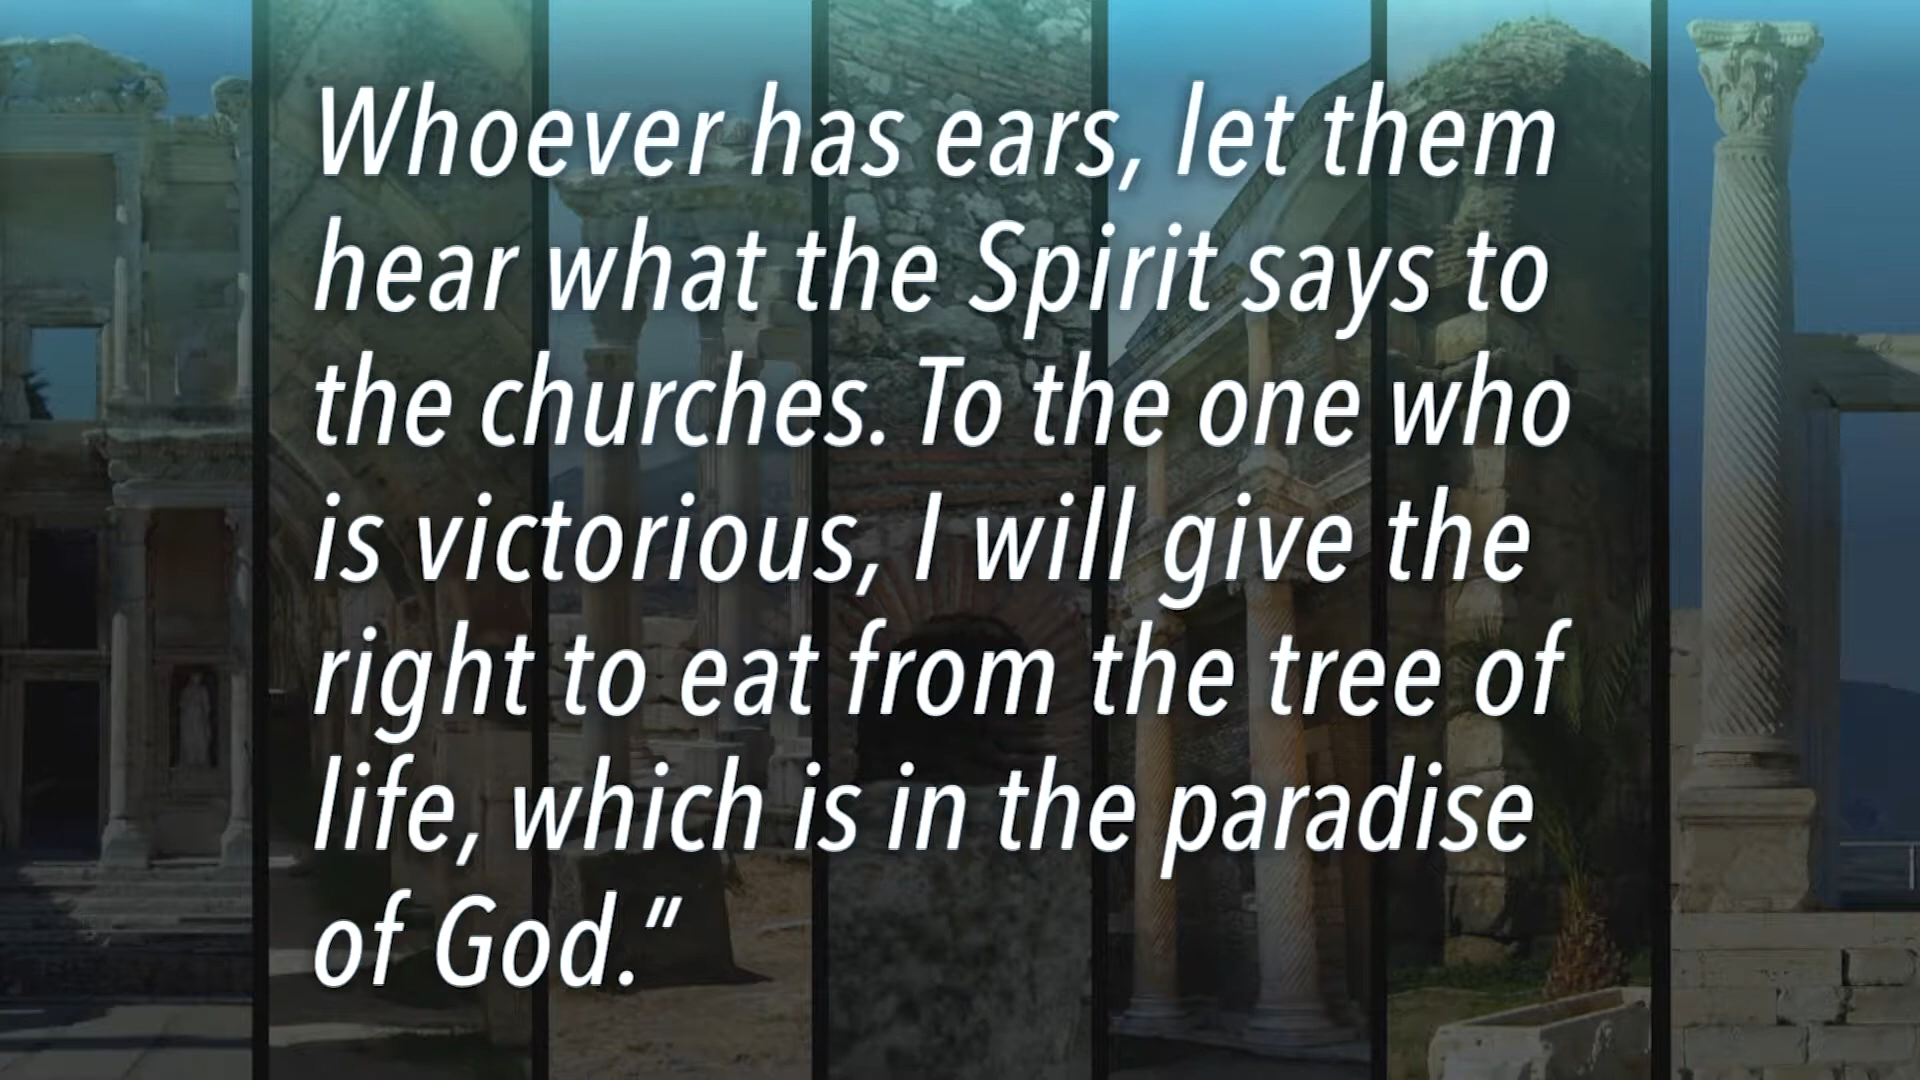 Whoever has ears, let them
hear what the Spirit says to
the churches. To the one who
is victorious, I will give the
right to eat from the tree of
life, which is in the paradise
of God.”